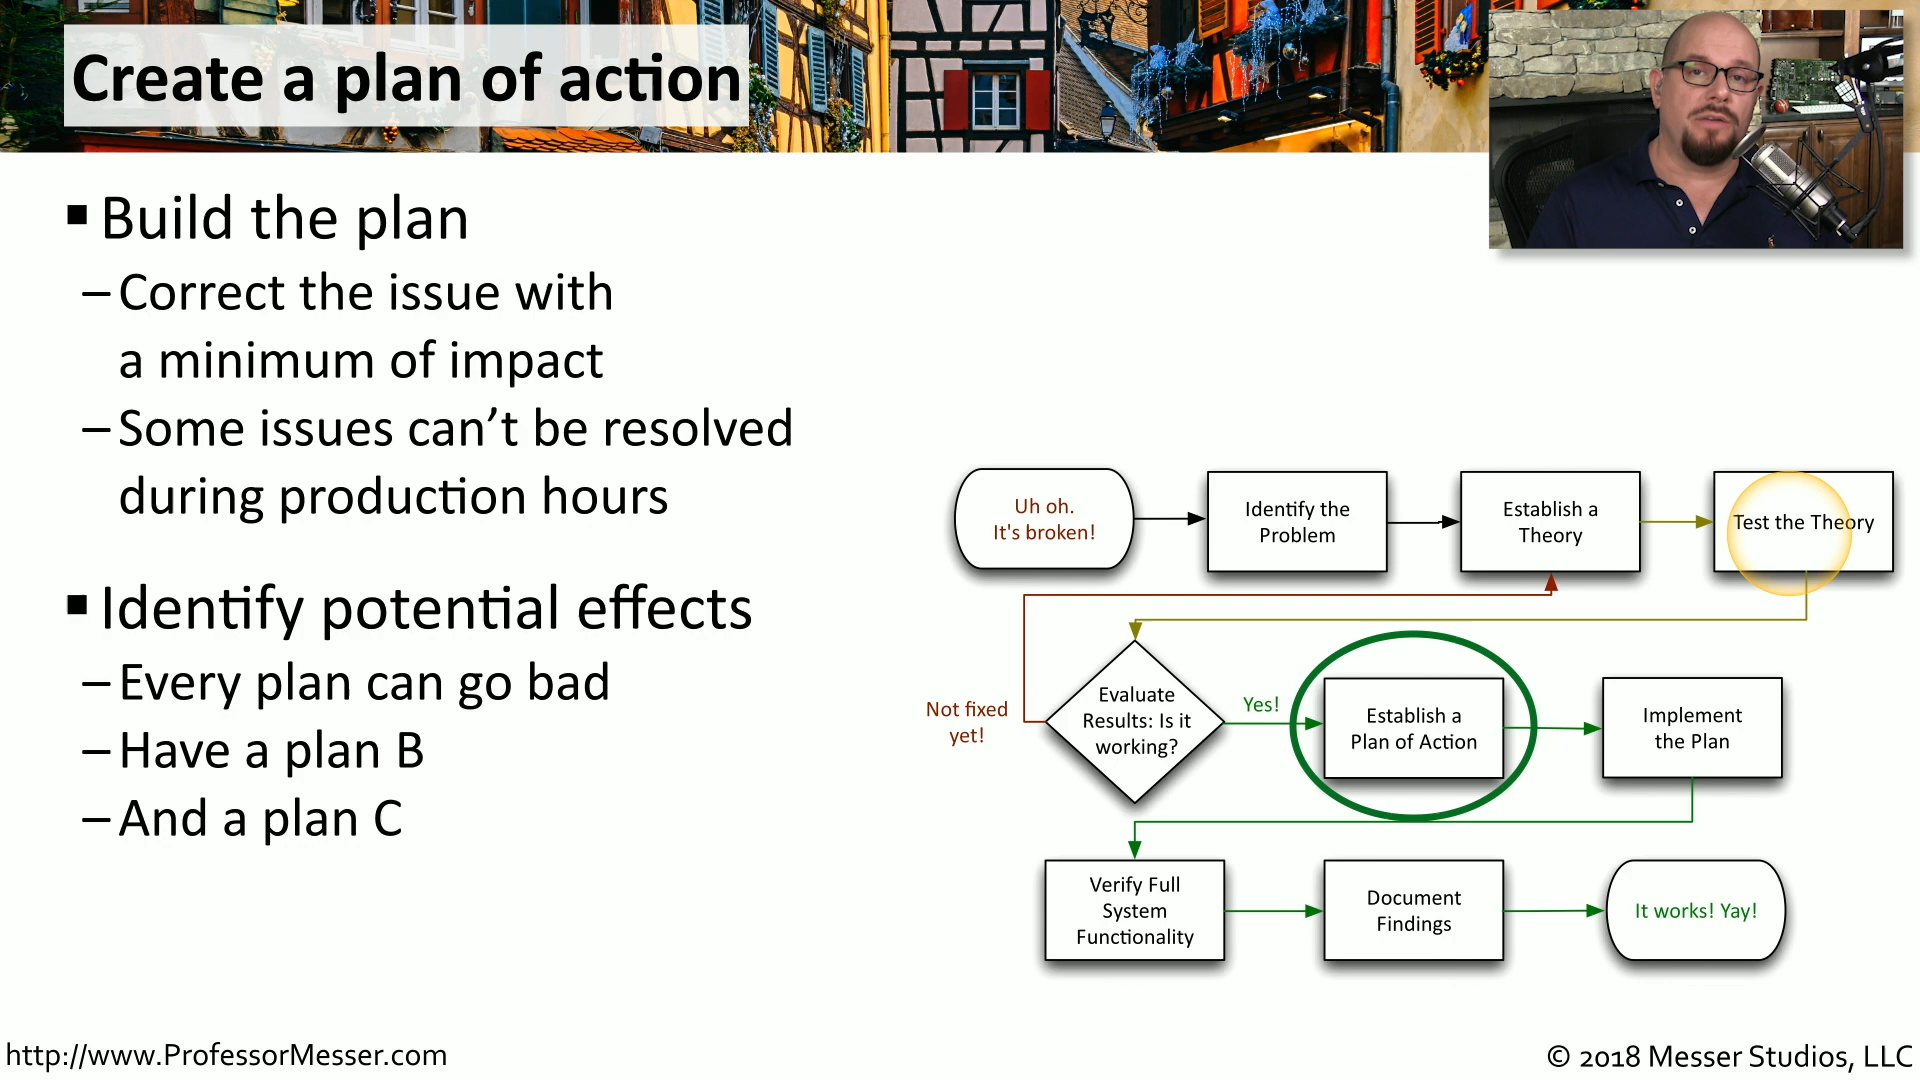 Create a plan of action
▪ Build the plan
– Correct the issue with
a minimum of impact
– Some issues can’t be resolved
during production hours
▪ Identify potential effects
– Every plan can go bad
– Have a plan B
– And a plan C
Uh oh.
It's broken!
Identify the
Problem
Establish a
Theory
Test the Theory
Not fixed
yet!
Evaluate
Results: Is it
working?
Yes!
Establish a
Plan of Action
Implement
the Plan
Verify Full
System
Functionality
Document
Findings
It works! Yay!
http://www.ProfessorMesser.com
© 2018 Messer Studios, LLC